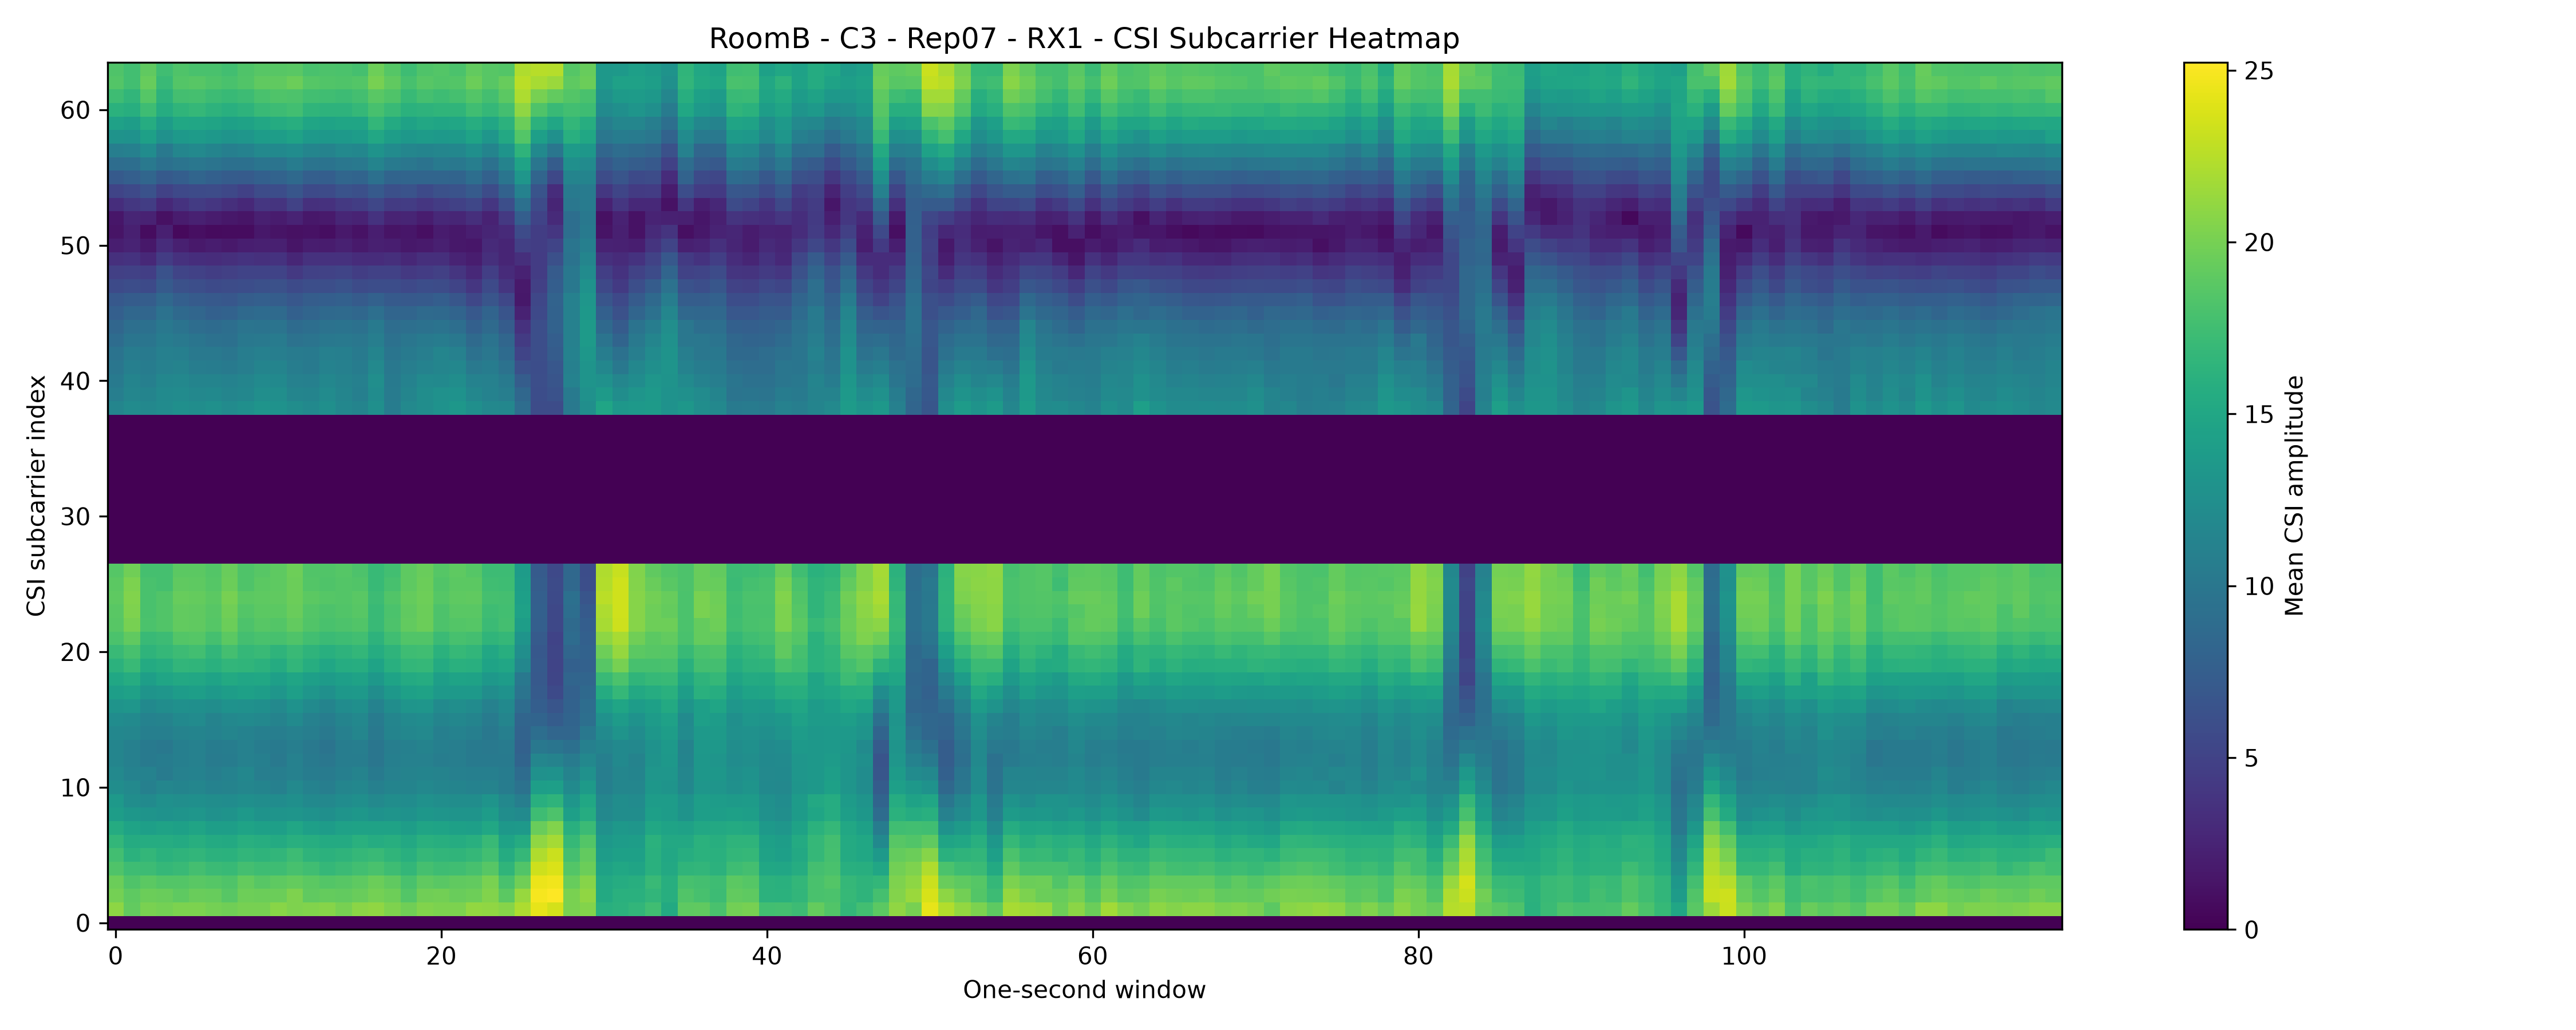 RoomB - C3 - Rep07 - RX1 - CSI Subcarrier Heatmap
CSI subcarrier index
60
50
40
30
20
10
0
0 20 40 60 80 100
One-second window
25
20
15
10
5
0
Mean CSI amplitude